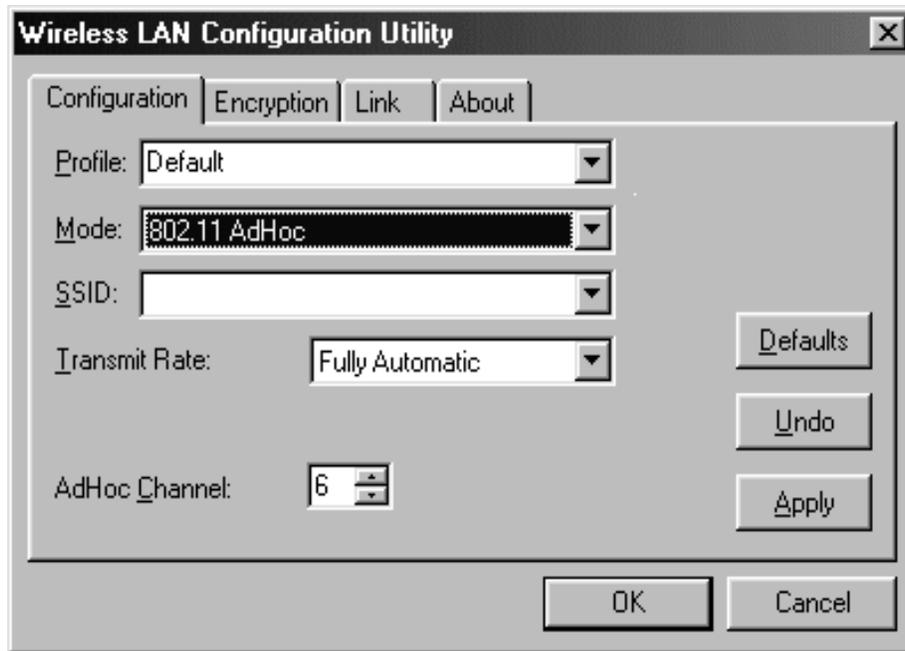 Wireless LAN Configuration Utility
Configuration Encryption Link About
Profile: Default
Mode: 802.11 AdHoc
SSID:
Transmit Rate: Fully Automatic
Defaults
Undo
AdHoc Channel: 6
Apply
OK Cancel